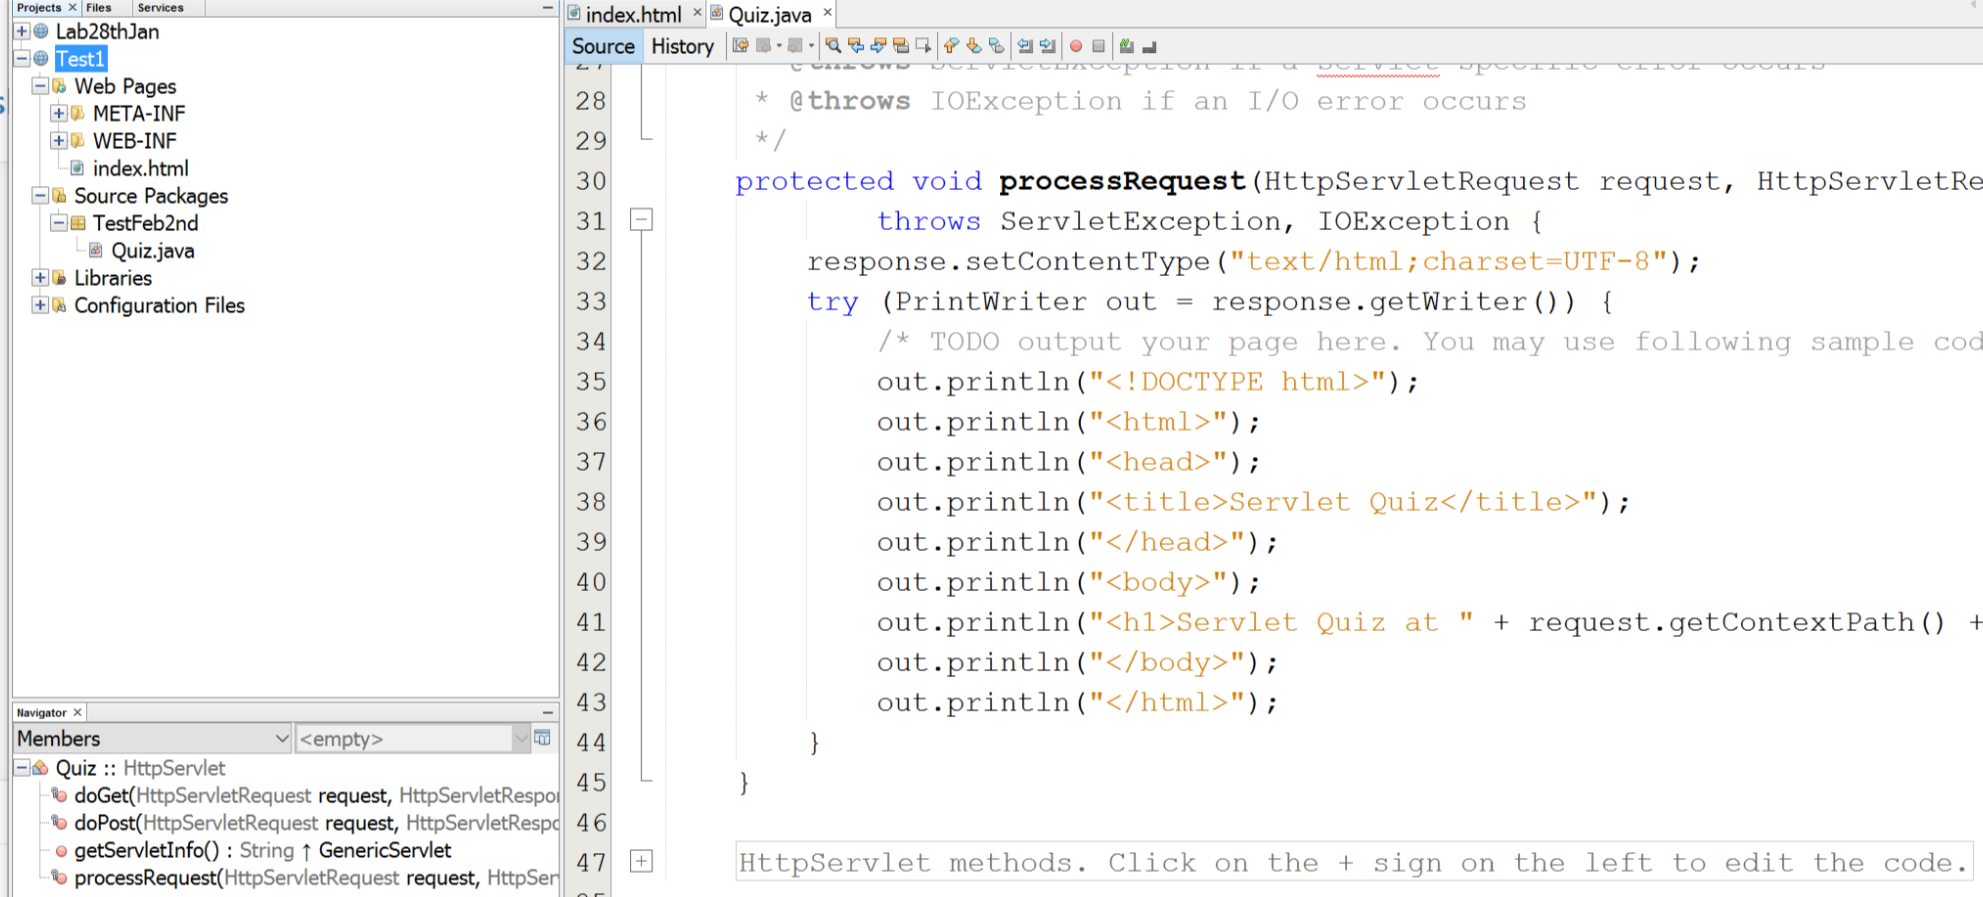 Projects × Files Services
Lab28thJan
Test1
Web Pages
META-INF
WEB-INF
index.html
Source Packages
TestFeb2nd
Quiz.java
Libraries
Configuration Files
Navigator ×
Members <empty>
Quiz :: HttpServlet
doGet(HttpServletRequest request, HttpServletRespo
doPost(HttpServletRequest request, HttpServletRespo
getServletInfo() : String ↑ GenericServlet
processRequest(HttpServletRequest request, HttpSer
index.html × Quiz.java ×
Source History
27 @throws ServletException if a servlet-specific error occurs
28 * @throws IOException if an I/O error occurs
29 */
30 protected void processRequest(HttpServletRequest request, HttpServletRe
31 throws ServletException, IOException {
32 response.setContentType("text/html;charset=UTF-8");
33 try (PrintWriter out = response.getWriter()) {
34 /* TODO output your page here. You may use following sample cod
35 out.println("<!DOCTYPE html>");
36 out.println("<html>");
37 out.println("<head>");
38 out.println("<title>Servlet Quiz</title>");
39 out.println("</head>");
40 out.println("<body>");
41 out.println("<h1>Servlet Quiz at " + request.getContextPath() +
42 out.println("</body>");
43 out.println("</html>");
44 }
45 }
46
47 HttpServlet methods. Click on the + sign on the left to edit the code.